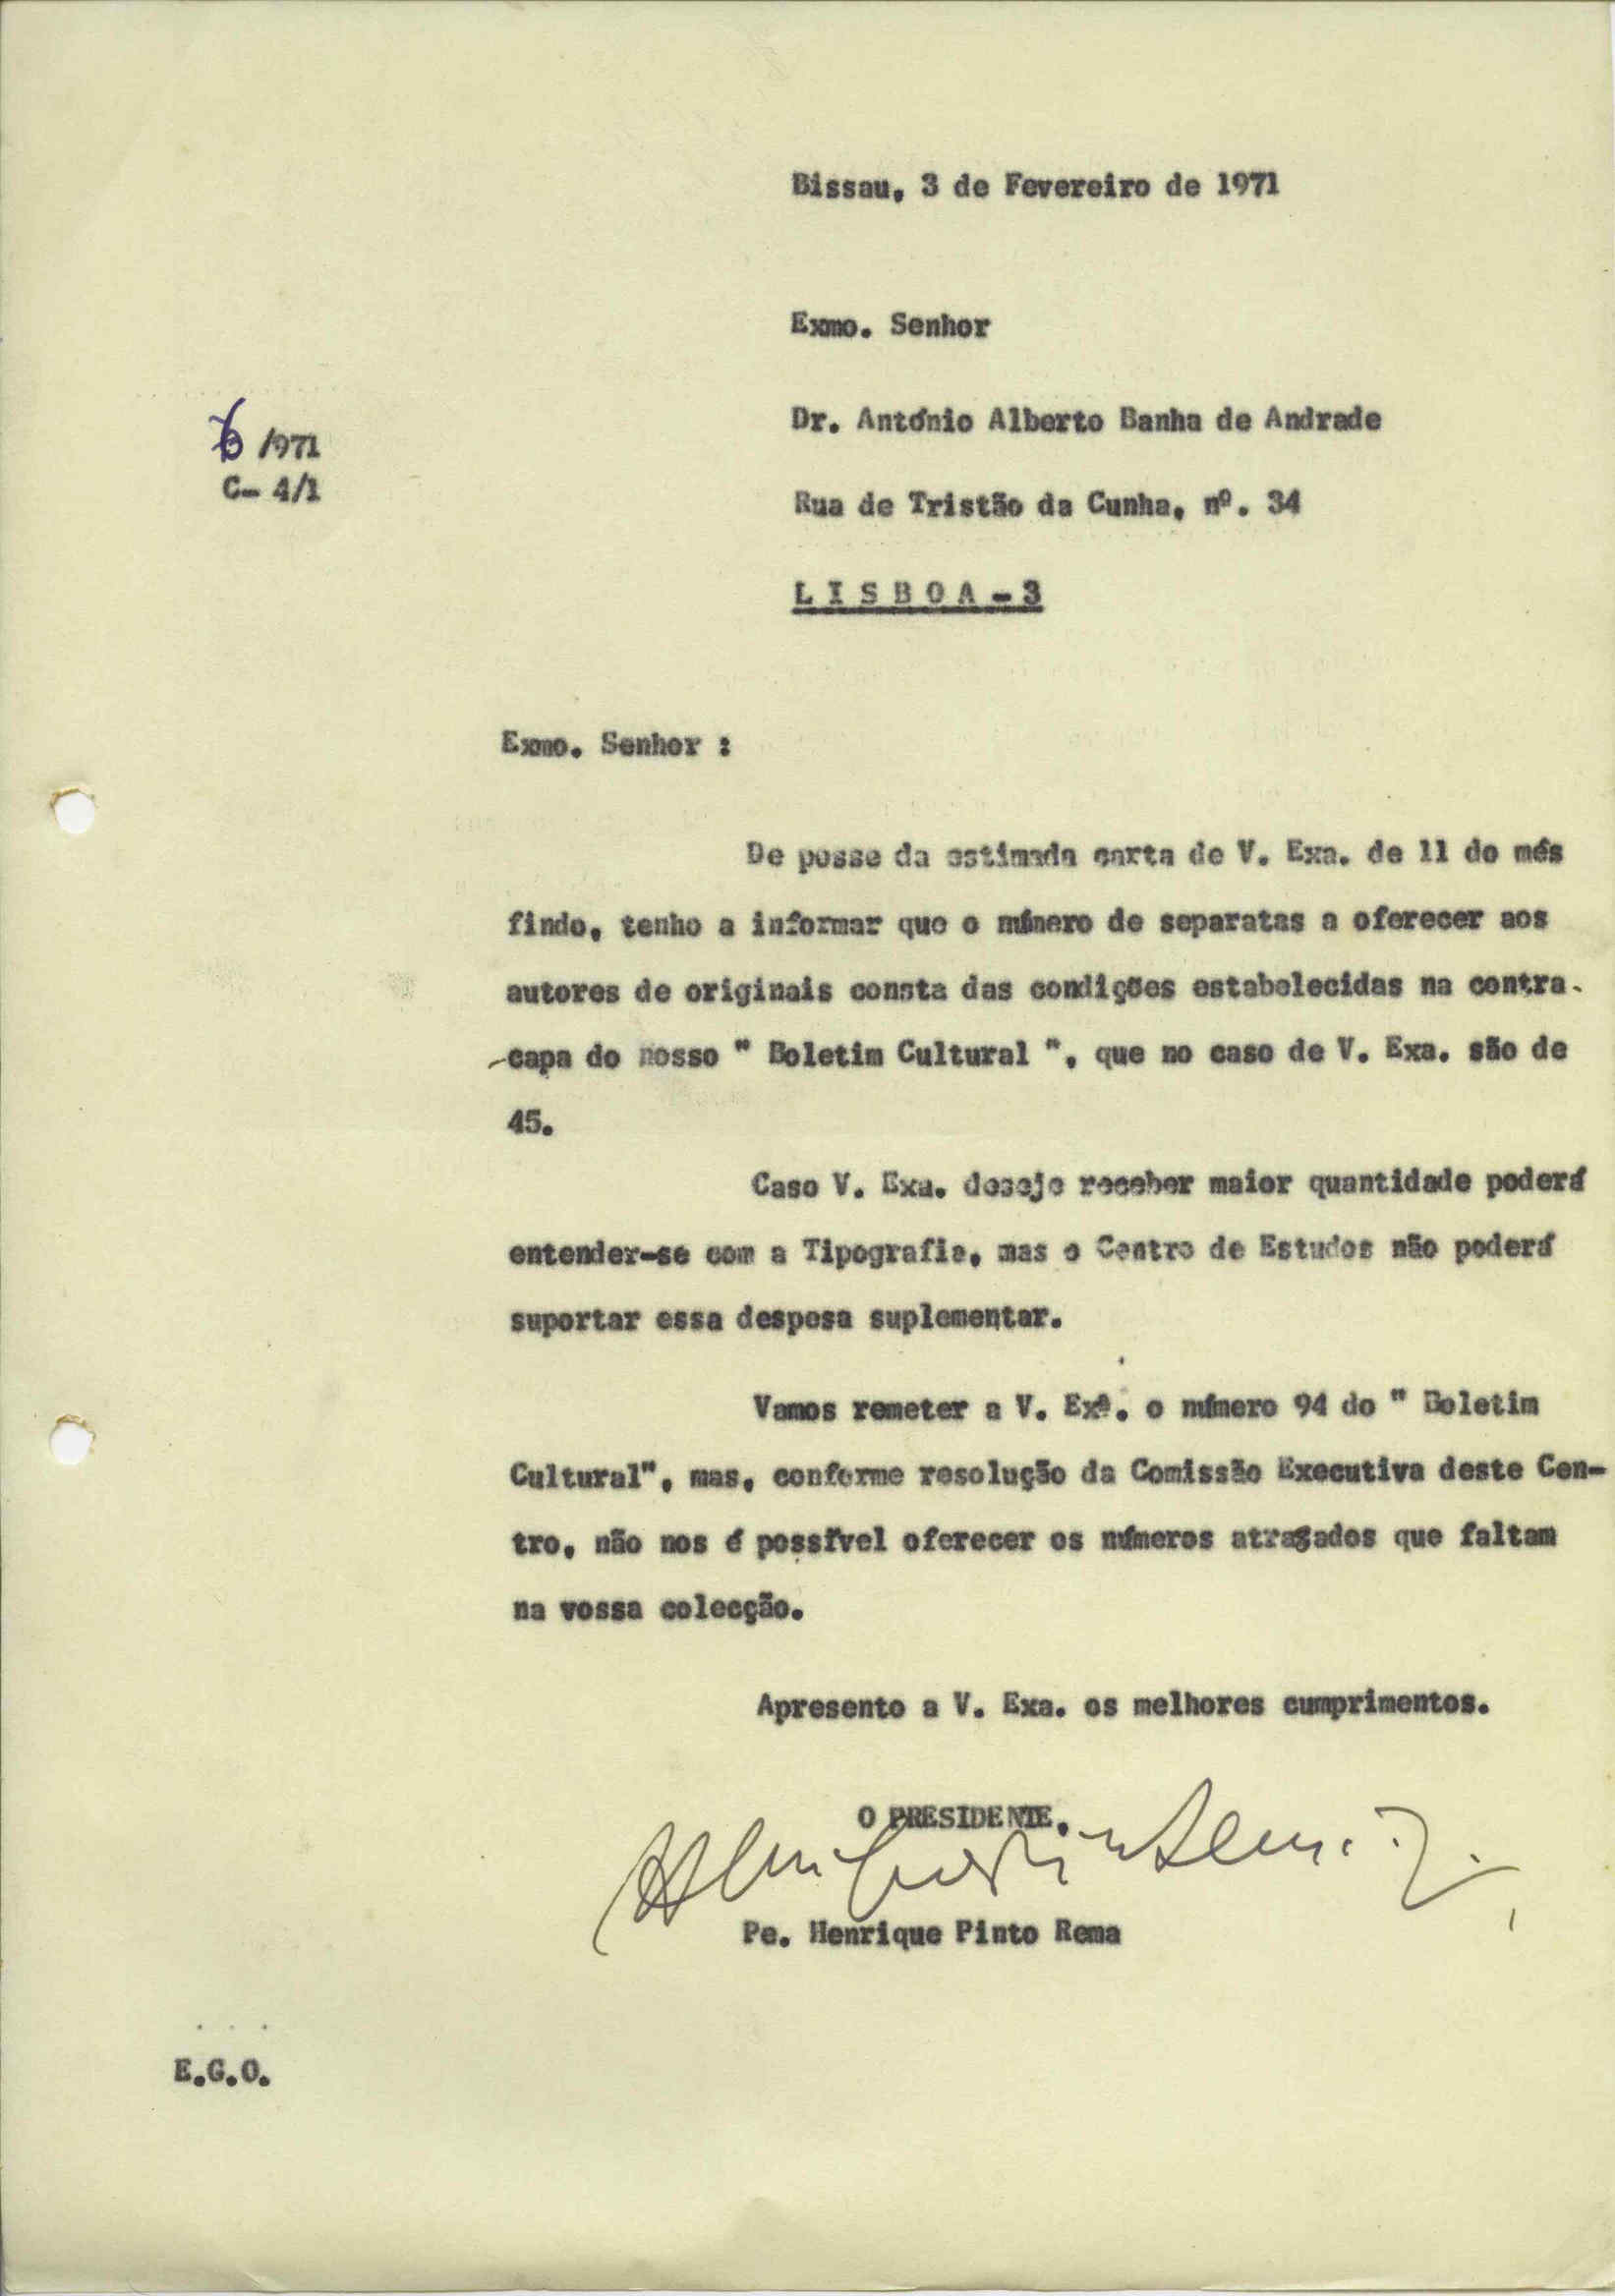 Bissau, 3 de Fevereiro de 1971
Exmo. Senhor
Dr. António Alberto Banha de Andrade
/971
C- 4/1
Rua de Tristão da Cunha, nº. 34
LISBOA-3
Exmo. Senhor :
De posse da estimada carta de V. Exa. de 11 do mês
findo, tenho a informar que o número de separatas a oferecer aos
autores de originais consta das condições estabelecidas na contra-
-capa do nosso " Boletim Cultural ", que no caso de V. Exa. são de
45.
Caso V. Exa. deseje receber maior quantidade poderá
entender-se com a Tipografia, mas o Centro de Estudos não poderá
suportar essa despesa suplementar.
Vamos remeter a V. Exª. o número 94 do " Boletim
Cultural", mas, conforme resolução da Comissão Executiva deste Cen-
tro, não nos é possível oferecer os números atrasados que faltam
na vossa colecção.
Apresento a V. Exa. os melhores cumprimentos.
O PRESIDENTE,
Pe. Henrique Pinto Rema
E.G.O.